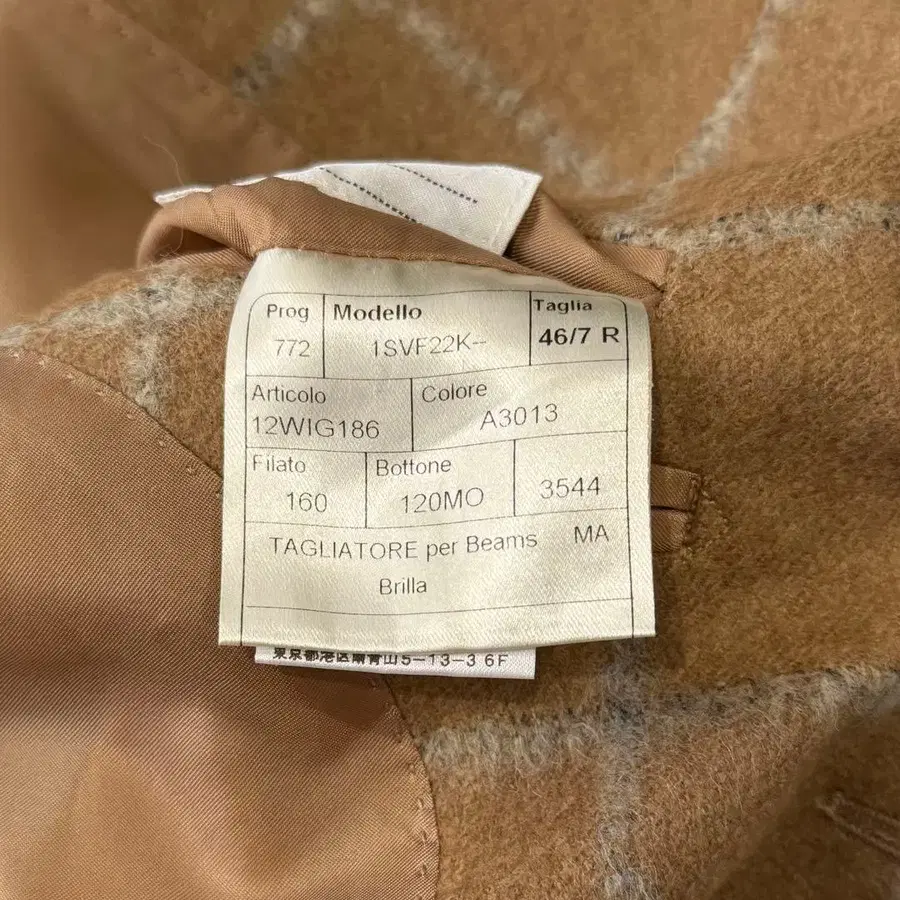 Prog Modello Taglia
772 1SVF22K-- 46/7 R
Articolo Colore
12WIG186 A3013
Filato Bottone
160 120MO 3544
TAGLIATORE per Beams MA
Brilla
東京都港区南青山5-13-3 6F